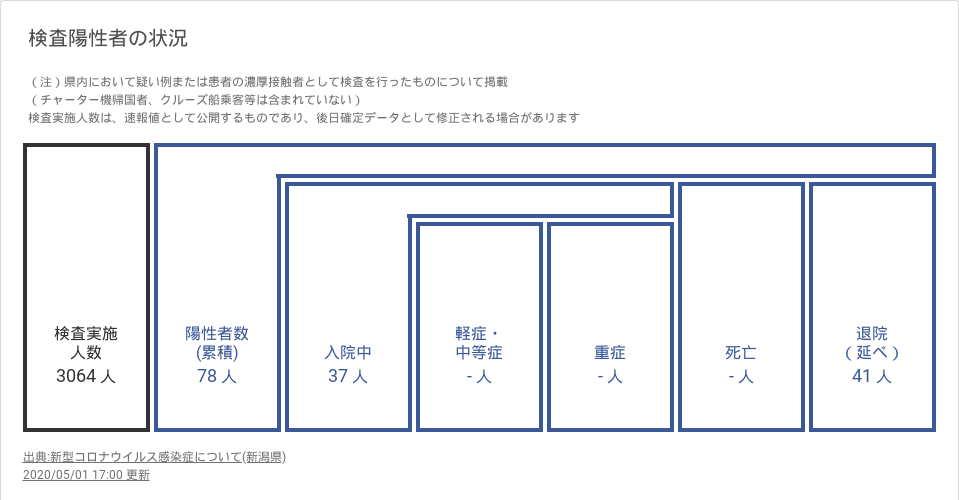 検査陽性者の状況
（注）県内において疑い例または患者の濃厚接触者として検査を行ったものについて掲載
（チャーター機帰国者、クルーズ船乗客等は含まれていない）
検査実施人数は、速報値として公開するものであり、後日確定データとして修正される場合があります
検査実施
人数
3064 人
陽性者数
(累積)
78 人
入院中
37 人
軽症・
中等症
- 人
重症
- 人
死亡
- 人
退院
（延べ）
41 人
出典:新型コロナウイルス感染症について(新潟県)
2020/05/01 17:00 更新